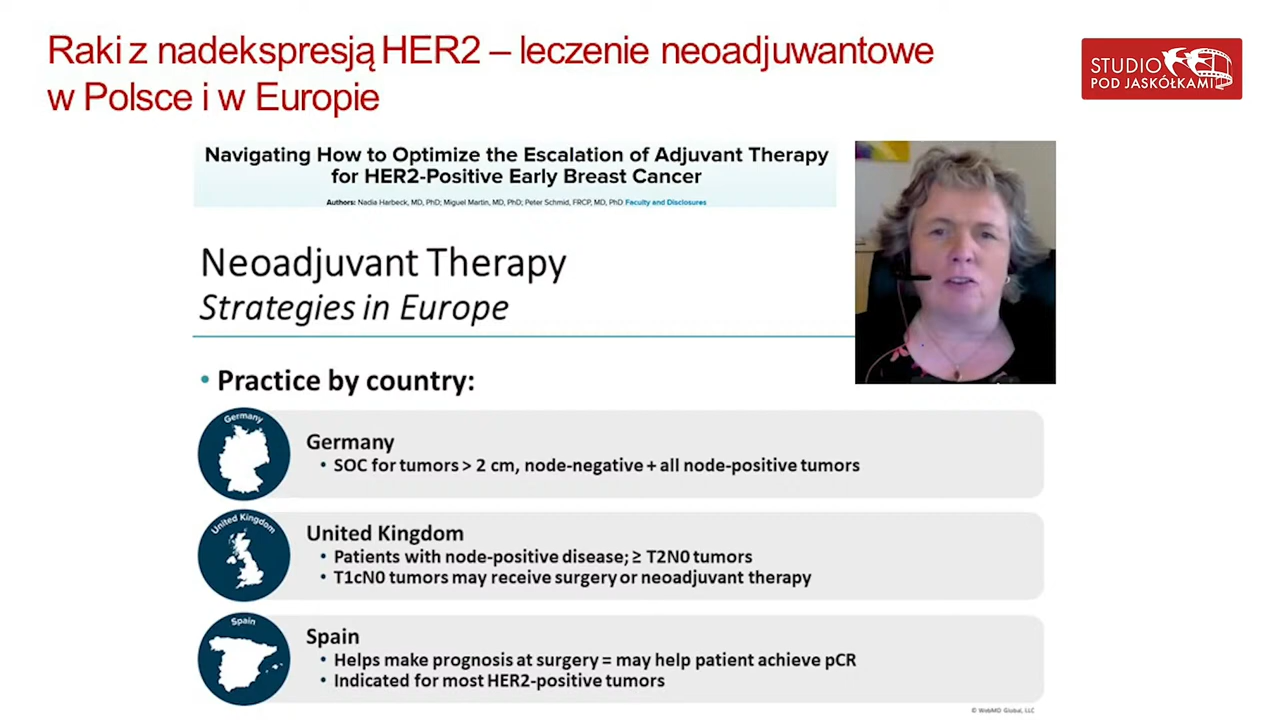 Raki z nadekspresją HER2 – leczenie neoadjuwantowe
w Polsce i w Europie
STUDIO
POD JASKÓŁKAMI
Navigating How to Optimize the Escalation of Adjuvant Therapy
for HER2-Positive Early Breast Cancer
Authors: Nadia Harbeck, MD, PhD; Miguel Martin, MD, PhD; Peter Schmid, FRCP, MD, PhD Faculty and Disclosures
Neoadjuvant Therapy
Strategies in Europe
• Practice by country:
Germany
Germany
• SOC for tumors > 2 cm, node-negative + all node-positive tumors
United Kingdom
United Kingdom
• Patients with node-positive disease; ≥ T2N0 tumors
• T1cN0 tumors may receive surgery or neoadjuvant therapy
Spain
Spain
• Helps make prognosis at surgery = may help patient achieve pCR
• Indicated for most HER2-positive tumors
© WebMD Global, LLC